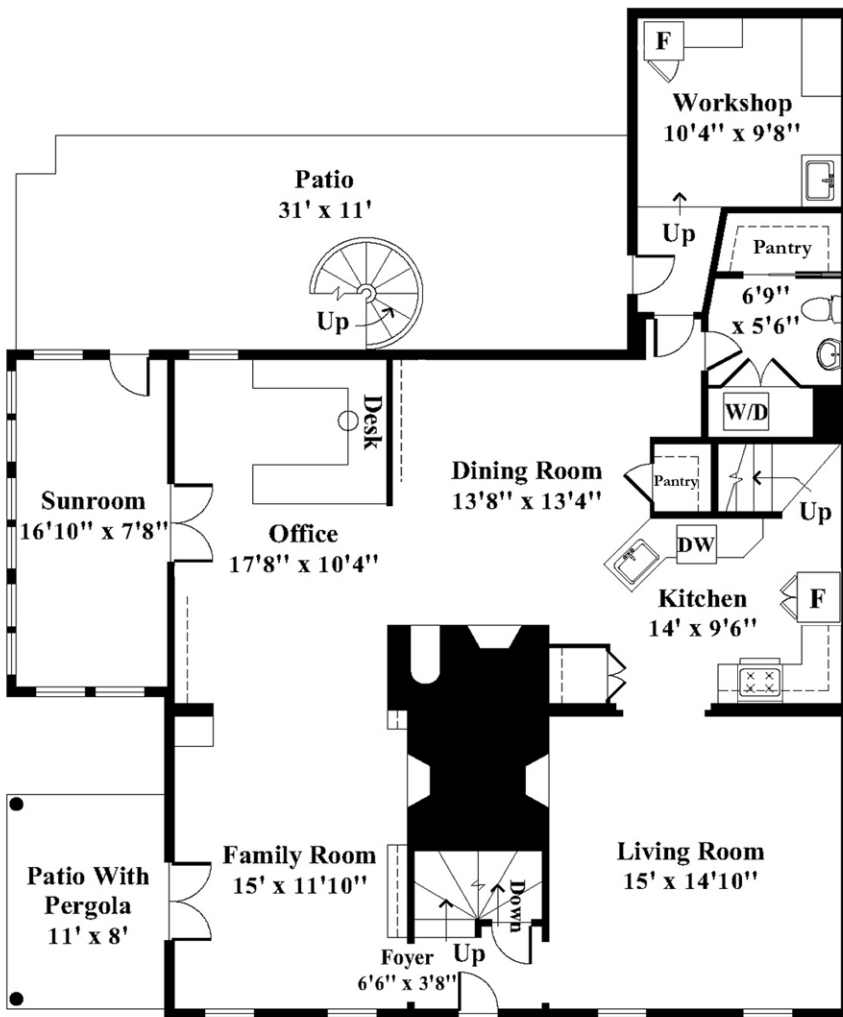 F
Workshop
10'4" x 9'8"
Patio
31' x 11'
Up
Up
Pantry
6'9"
x 5'6"
W/D
Desk
Dining Room
13'8" x 13'4"
Pantry
Up
Sunroom
16'10" x 7'8"
Office
17'8" x 10'4"
DW
Kitchen
14' x 9'6"
F
Family Room
15' x 11'10"
Living Room
15' x 14'10"
Patio With
Pergola
11' x 8'
Down
Up
Foyer
6'6" x 3'8"